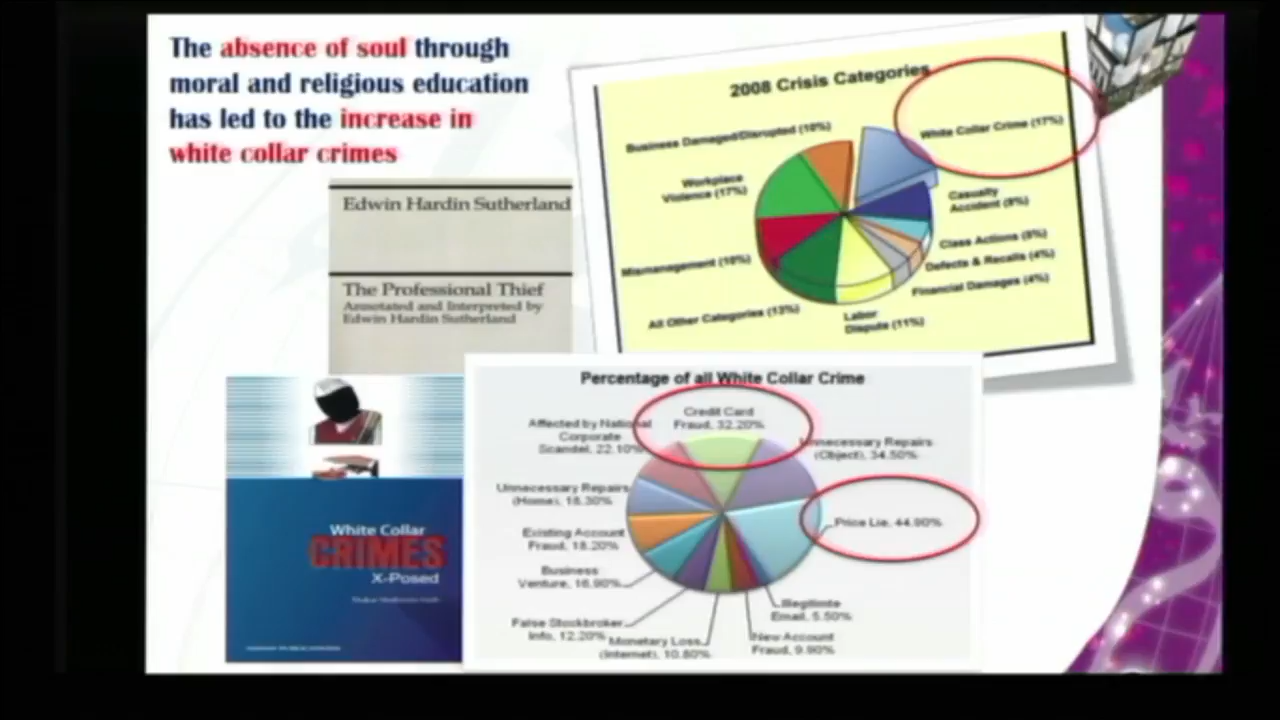 The absence of soul through
moral and religious education
has led to the increase in
white collar crimes
2008 Crisis Categories
White Collar Crime (17%)
Business Damaged/Disrupted (10%)
Workplace
Violence (17%)
Casualty
Accident (8%)
Class Actions (5%)
Defects & Recalls (4%)
Financial Damages (4%)
Mismanagement (10%)
All Other Categories (13%)
Labor
Dispute (11%)
Edwin Hardin Sutherland
The Professional Thief
Annotated and Interpreted by
Edwin Hardin Sutherland
White Collar
CRIMES
X-Posed
Percentage of all White Collar Crime
Credit Card
Fraud, 32.20%
Affected by National
Corporate
Scandel, 22.10%
Unnecessary Repairs
(Object), 34.50%
Unnecessary Repairs
(Home), 18.30%
Price Lie, 44.90%
Existing Account
Fraud, 18.20%
Business
Venture, 16.90%
Illegitimte
Email, 5.50%
False Stockbroker
Info, 12.20%
Monetary Loss
(Internet), 10.80%
New Account
Fraud, 9.90%